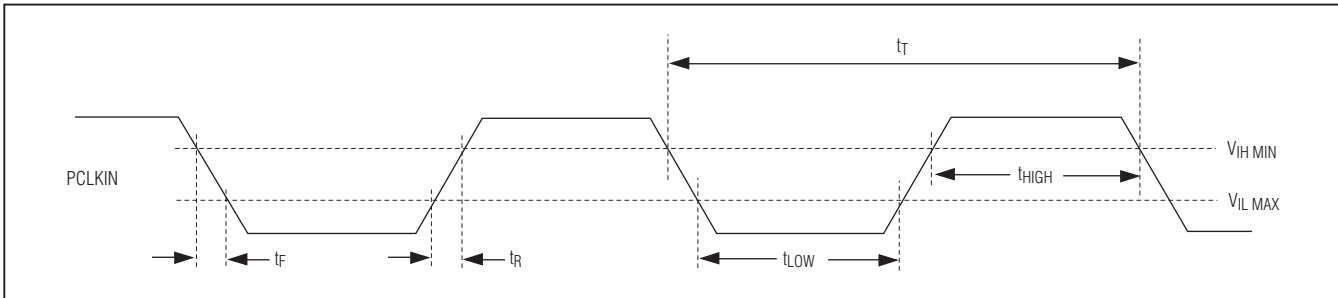 tT
VIH MIN
PCLKIN
tHIGH
VIL MAX
tF
tR
tLOW